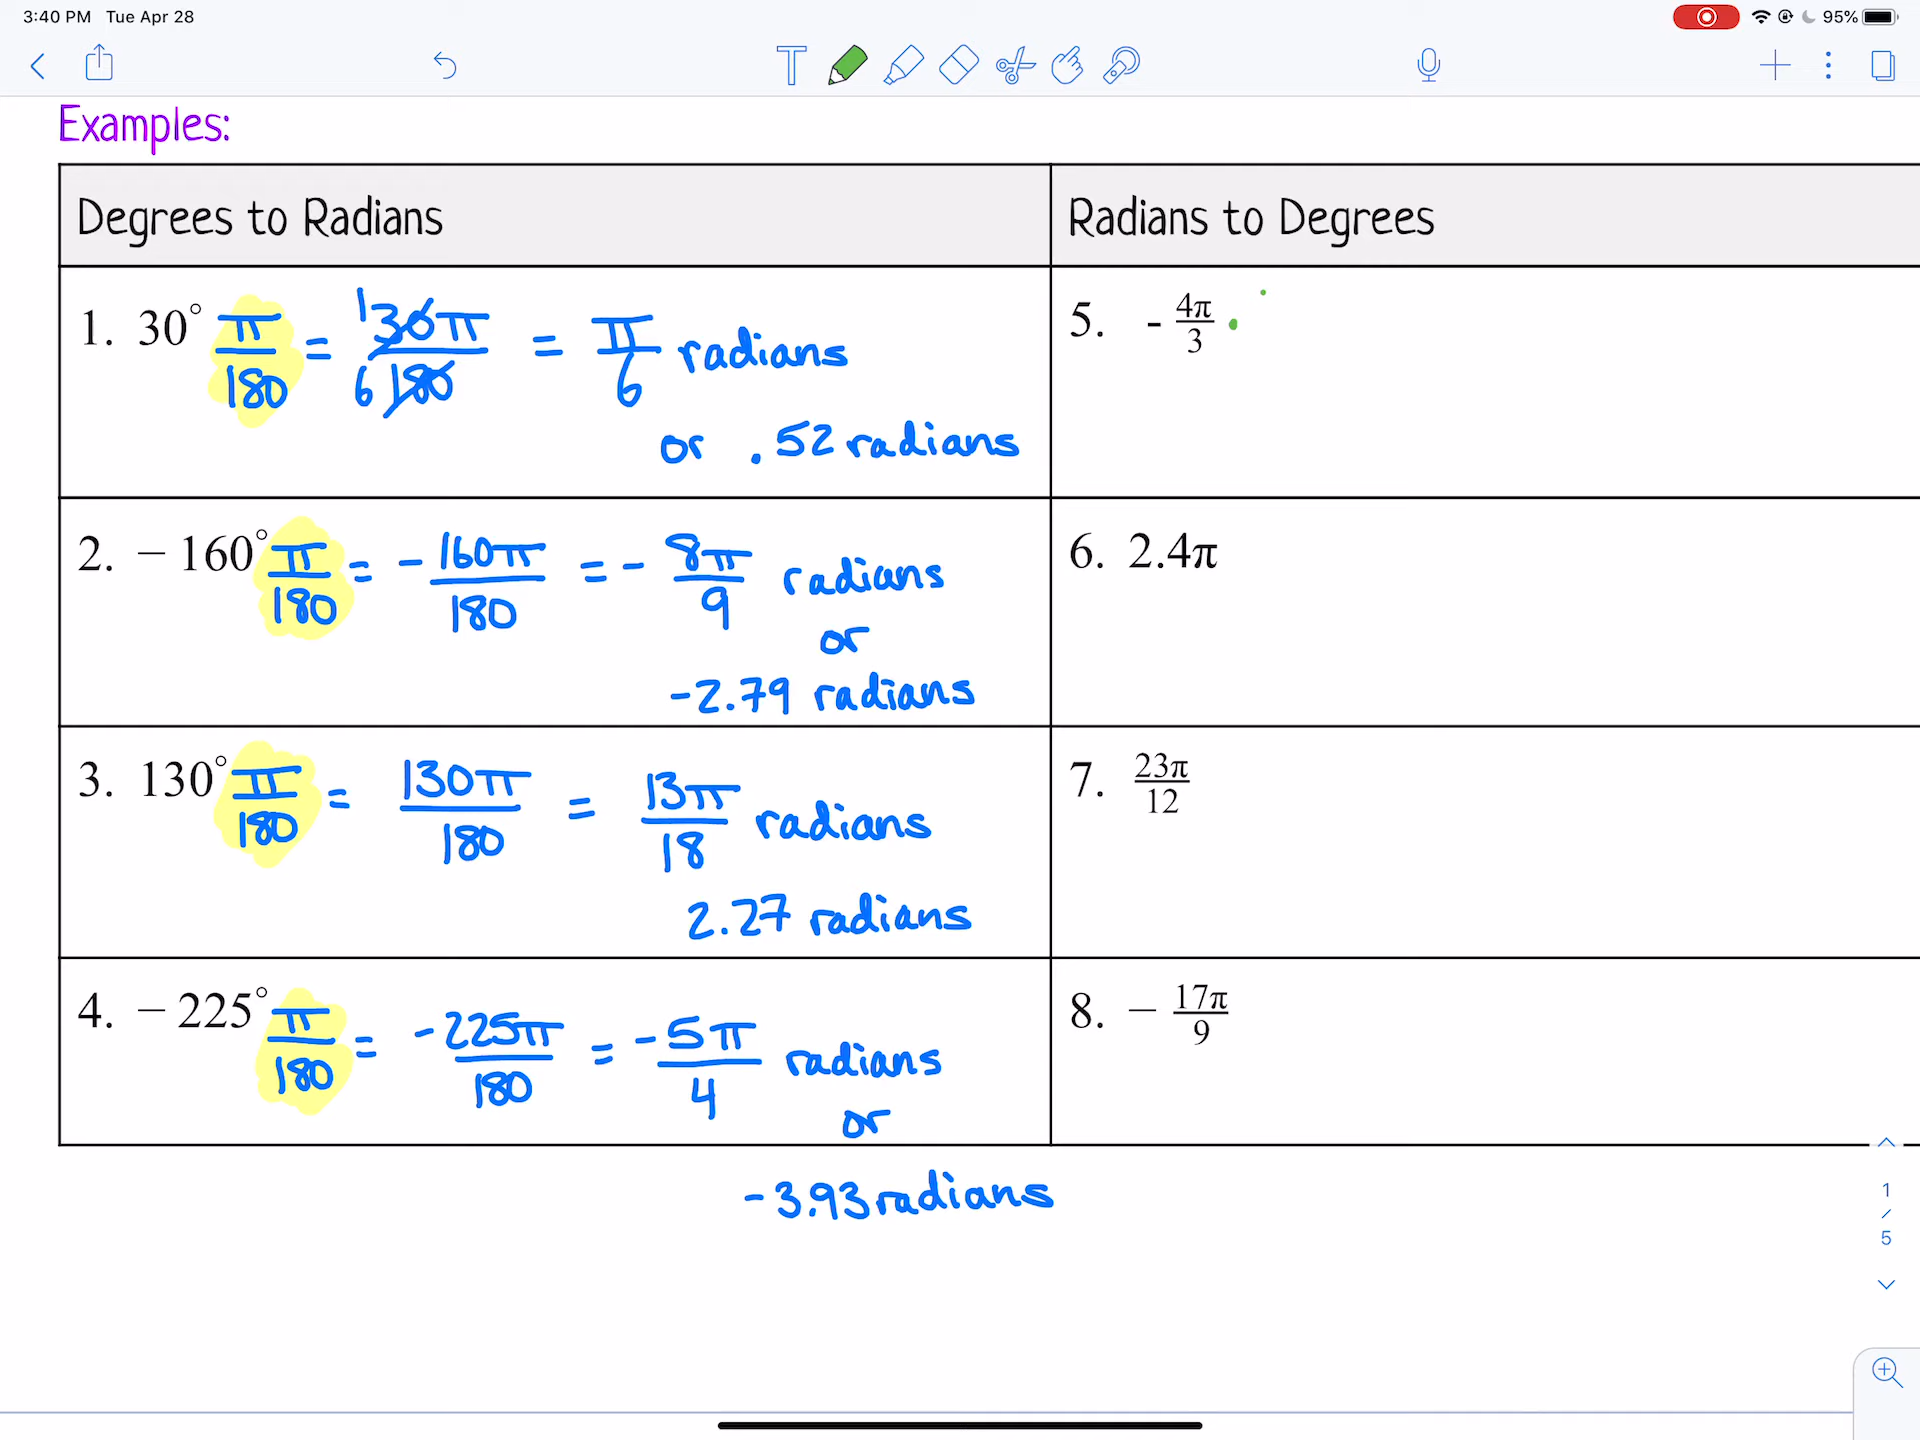 3:40 PM Tue Apr 28
95%
Examples:
Degrees to Radians
Radians to Degrees
1. 30° π/180 = 1 30π / 6 180 = π/6 radians
or .52 radians
5. - 4π/3 ·
2. − 160° π/180 = - 160π/180 = - 8π/9 radians
or
-2.79 radians
6. 2.4π
3. 130° π/180 = 130π/180 = 13π/18 radians
2.27 radians
7. 23π/12
4. − 225° π/180 = -225π/180 = -5π/4 radians
or
-3.93 radians
8. − 17π/9
1
/
5